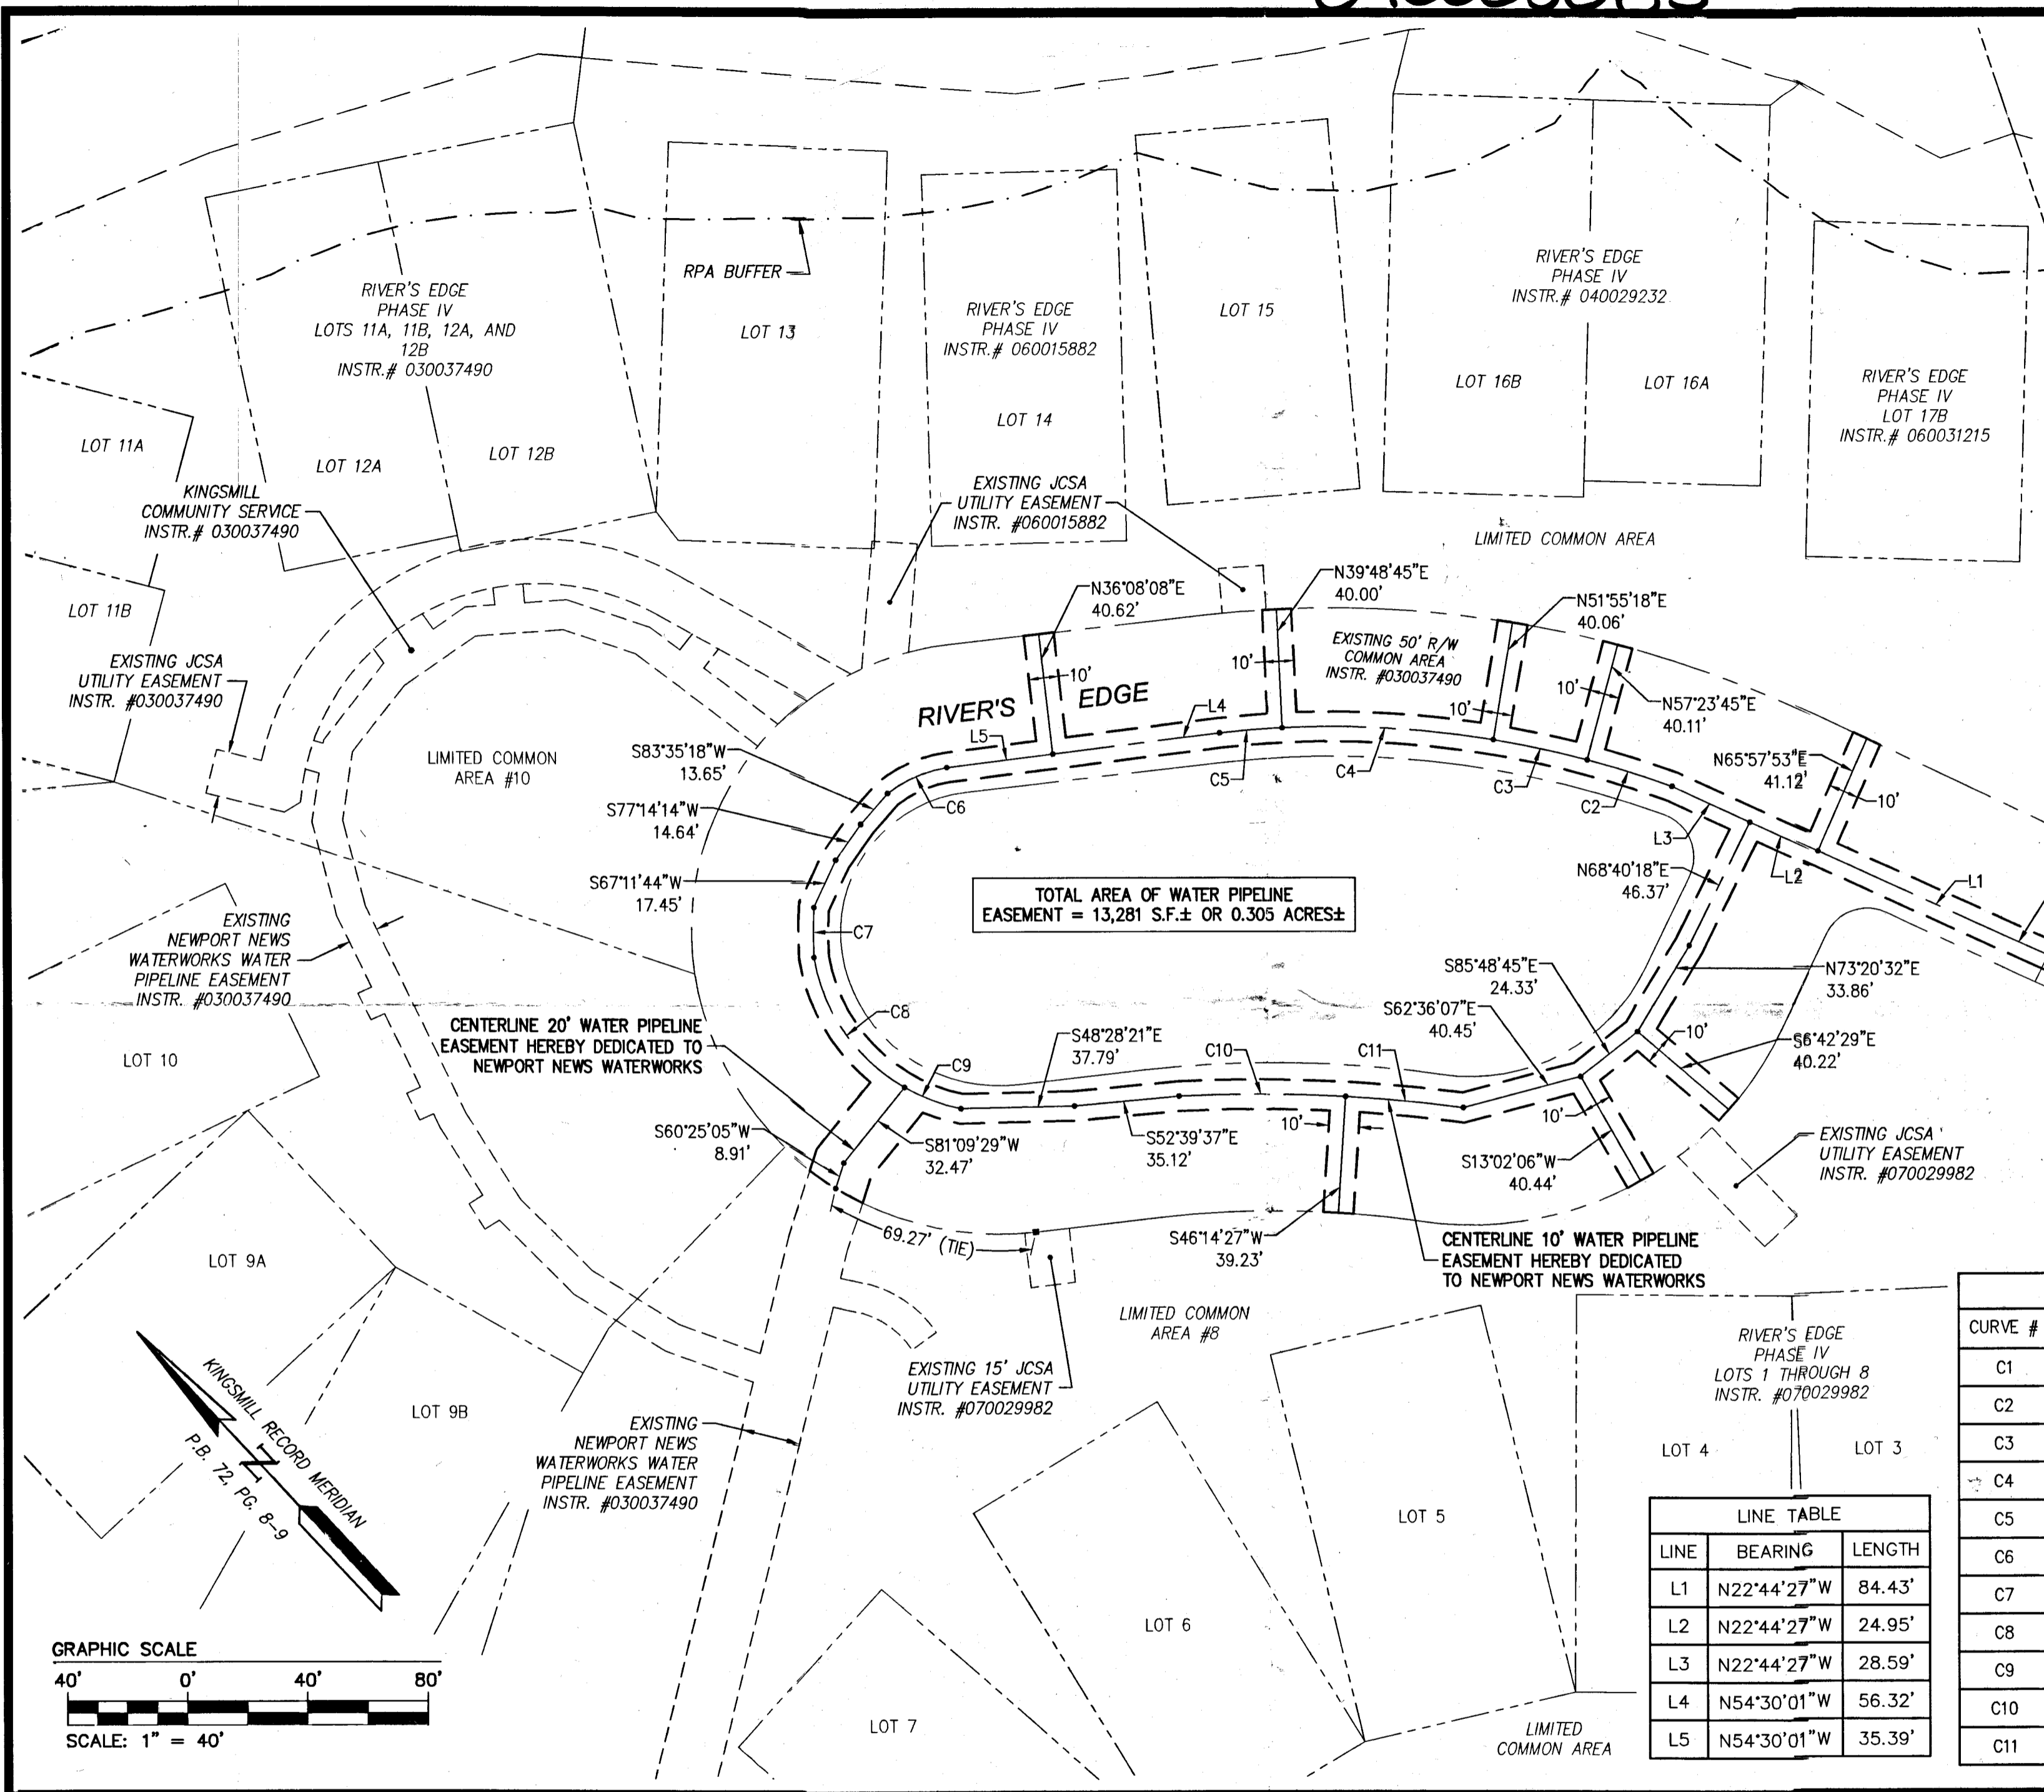 RIVER'S EDGE
PHASE IV
LOTS 11A, 11B, 12A, AND
12B
INSTR.# 030037490
RPA BUFFER
LOT 13
RIVER'S EDGE
PHASE IV
INSTR.# 060015882
LOT 14
LOT 15
RIVER'S EDGE
PHASE IV
INSTR.# 040029232
LOT 16B
LOT 16A
RIVER'S EDGE
PHASE IV
LOT 17B
INSTR.# 060031215
LOT 11A
LOT 12A
LOT 12B
KINGSMILL
COMMUNITY SERVICE
INSTR.# 030037490
EXISTING JCSA
UTILITY EASEMENT
INSTR. #060015882
LIMITED COMMON AREA
LOT 11B
EXISTING JCSA
UTILITY EASEMENT
INSTR. #030037490
N36°08'08"E
40.62'
N39°48'45"E
40.00'
N51°55'18"E
40.06'
EXISTING 50' R/W
COMMON AREA
INSTR. #030037490
10'
10'
10'
10'
N57°23'45"E
40.11'
N65°57'53"E
41.12'
10'
RIVER'S EDGE
L4
L5
C5
C4
C3
C2
L3
L2
L1
C6
LIMITED COMMON
AREA #10
S83°35'18"W
13.65'
S77°14'14"W
14.64'
S67°11'44"W
17.45'
C7
C8
TOTAL AREA OF WATER PIPELINE
EASEMENT = 13,281 S.F.± OR 0.305 ACRES±
N68°40'18"E
46.37'
N73°20'32"E
33.86'
S85°48'45"E
24.33'
S62°36'07"E
40.45'
10'
S6°42'29"E
40.22'
EXISTING
NEWPORT NEWS
WATERWORKS WATER
PIPELINE EASEMENT
INSTR. #030037490
LOT 10
CENTERLINE 20' WATER PIPELINE
EASEMENT HEREBY DEDICATED TO
NEWPORT NEWS WATERWORKS
C9
S48°28'21"E
37.79'
C10
C11
S60°25'05"W
8.91'
S81°09'29"W
32.47'
S52°39'37"E
35.12'
10'
10'
S13°02'06"W
40.44'
EXISTING JCSA
UTILITY EASEMENT
INSTR. #070029982
69.27' (TIE)
S46°14'27"W
39.23'
CENTERLINE 10' WATER PIPELINE
EASEMENT HEREBY DEDICATED
TO NEWPORT NEWS WATERWORKS
LOT 9A
LIMITED COMMON
AREA #8
EXISTING 15' JCSA
UTILITY EASEMENT
INSTR. #070029982
RIVER'S EDGE
PHASE IV
LOTS 1 THROUGH 8
INSTR. #070029982
LOT 4
LOT 3
KINGSMILL RECORD MERIDIAN
P.B. 72, PG. 8-9
N
LOT 9B
EXISTING
NEWPORT NEWS
WATERWORKS WATER
PIPELINE EASEMENT
INSTR. #030037490
LOT 5
LOT 6
LOT 7
LIMITED
COMMON AREA
GRAPHIC SCALE
40' 0' 40' 80'
SCALE: 1" = 40'
LINE TABLE
LINE BEARING LENGTH
L1 N22°44'27"W 84.43'
L2 N22°44'27"W 24.95'
L3 N22°44'27"W 28.59'
L4 N54°30'01"W 56.32'
L5 N54°30'01"W 35.39'
CURVE #
C1
C2
C3
C4
C5
C6
C7
C8
C9
C10
C11